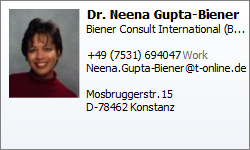 Dr. Neena Gupta-Biener
Biener Consult International (B...
+49 (7531) 694047 Work
Neena.Gupta-Biener@t-online.de
Mosbruggerstr. 15
D-78462 Konstanz